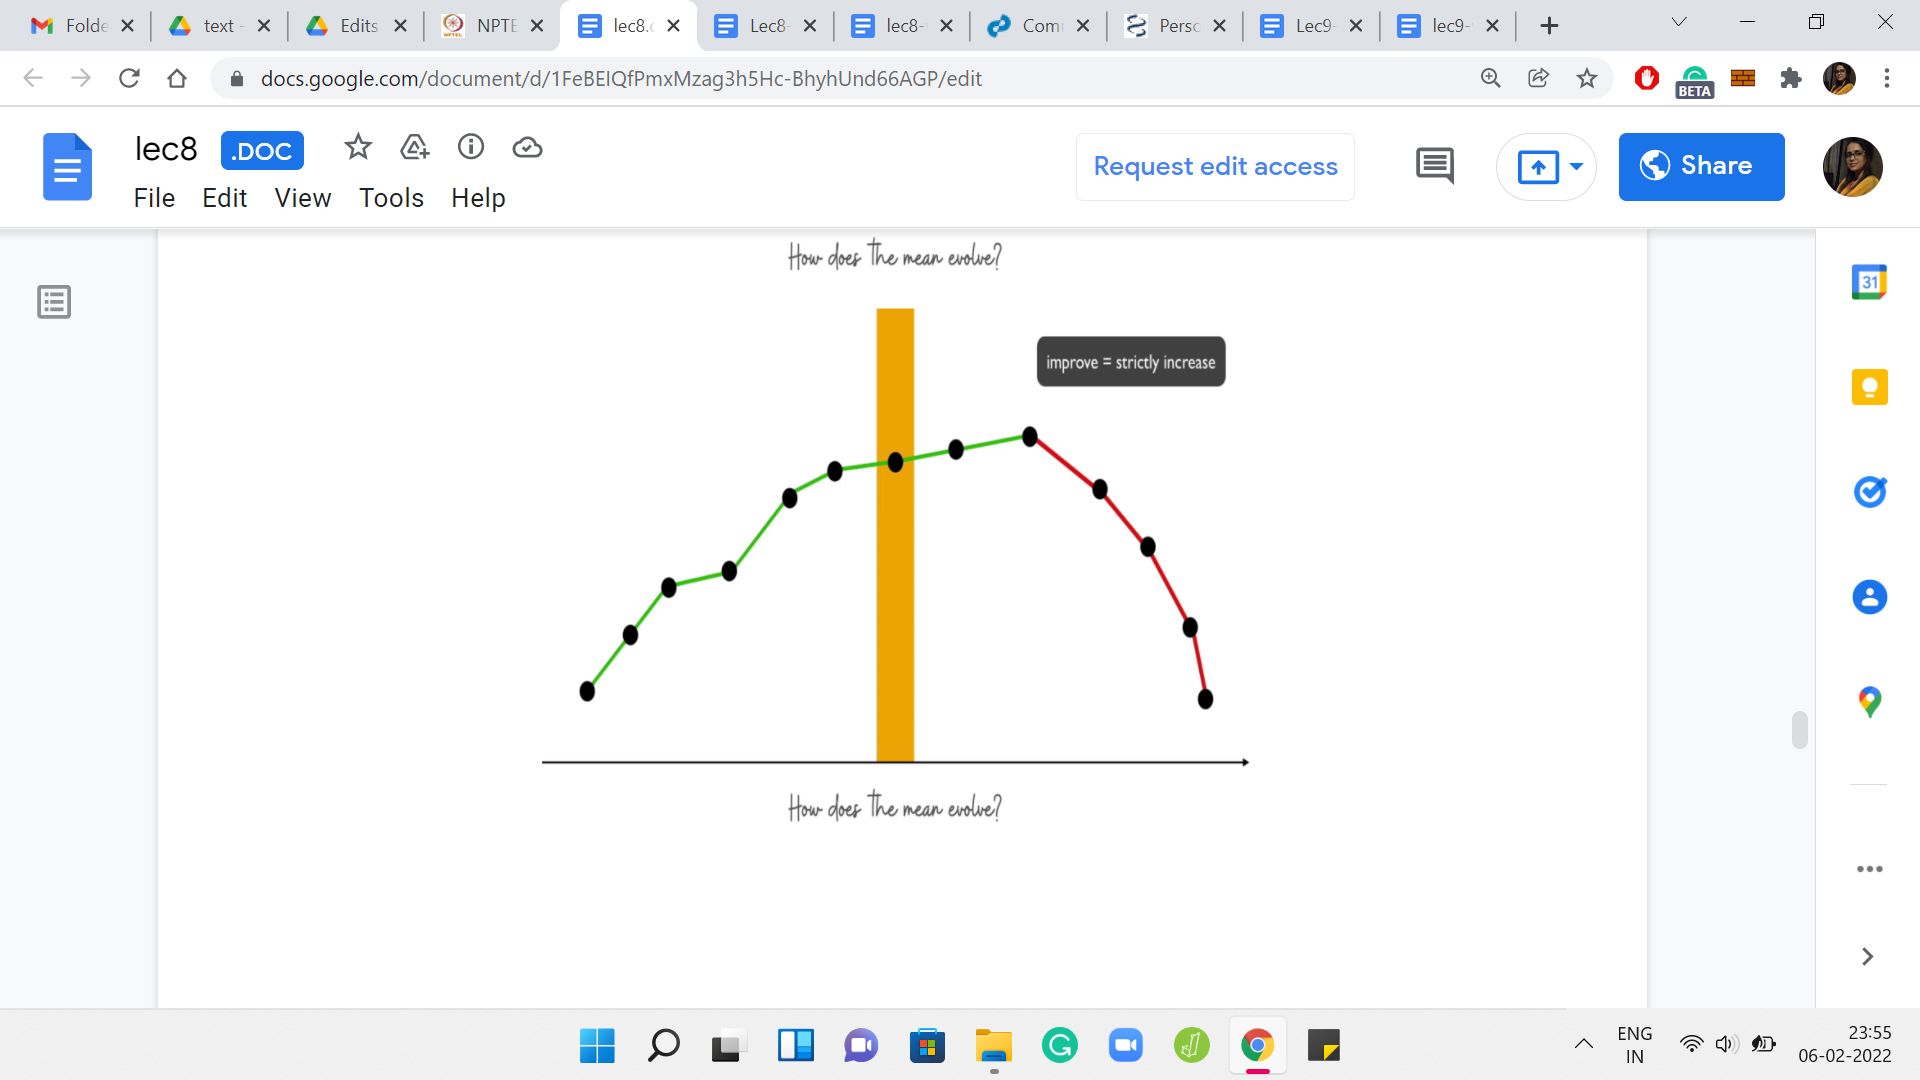 Folde
text -
Edits
NPTE
lec8.
Lec8-
lec8-
Com
Perso
Lec9-
lec9-
docs.google.com/document/d/1FeBEIQfPmxMzag3h5Hc-BhyhUnd66AGP/edit
BETA
lec8
.DOC
File Edit View Tools Help
Request edit access
Share
31
How does the mean evolve?
improve = strictly increase
How does the mean evolve?
ENG
IN
23:55
06-02-2022